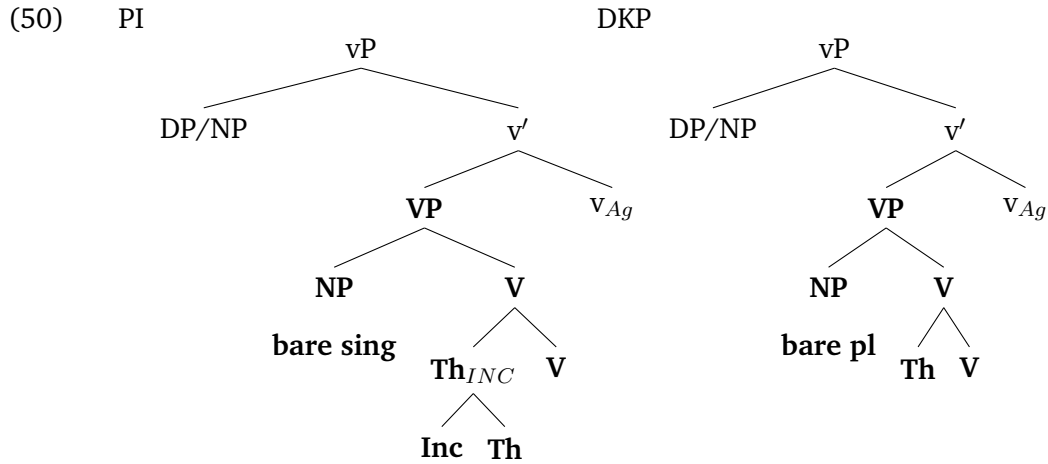 (50) PI DKP
vP vP
DP/NP v′ DP/NP v′
VP v_Ag VP v_Ag
NP V NP V
bare sing Th_INC V bare pl Th V
Inc Th